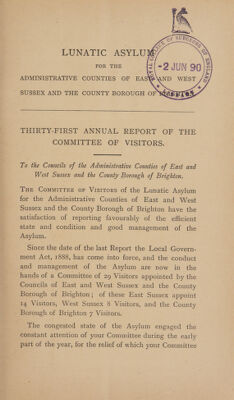 LUNATIC ASYLUM
FOR THE
ADMINISTRATIVE COUNTIES OF EAST AND WEST
SUSSEX AND THE COUNTY BOROUGH OF
ROYAL COLLEGE OF SURGEONS OF ENGLAND
-2 JUN 90
THIRTY-FIRST ANNUAL REPORT OF THE
COMMITTEE OF VISITORS.
To the Councils of the Administrative Counties of East and
West Sussex and the County Borough of Brighton.
THE COMMITTEE OF VISITORS of the Lunatic Asylum
for the Administrative Counties of East and West
Sussex and the County Borough of Brighton have the
satisfaction of reporting favourably of the efficient
state and condition and good management of the
Asylum.
Since the date of the last Report the Local Govern-
ment Act, 1888, has come into force, and the conduct
and management of the Asylum are now in the
hands of a Committee of 29 Visitors appointed by the
Councils of East and West Sussex and the County
Borough of Brighton; of these East Sussex appoint
14 Visitors, West Sussex 8 Visitors, and the County
Borough of Brighton 7 Visitors.
The congested state of the Asylum engaged the
constant attention of your Committee during the early
part of the year, for the relief of which your Committee